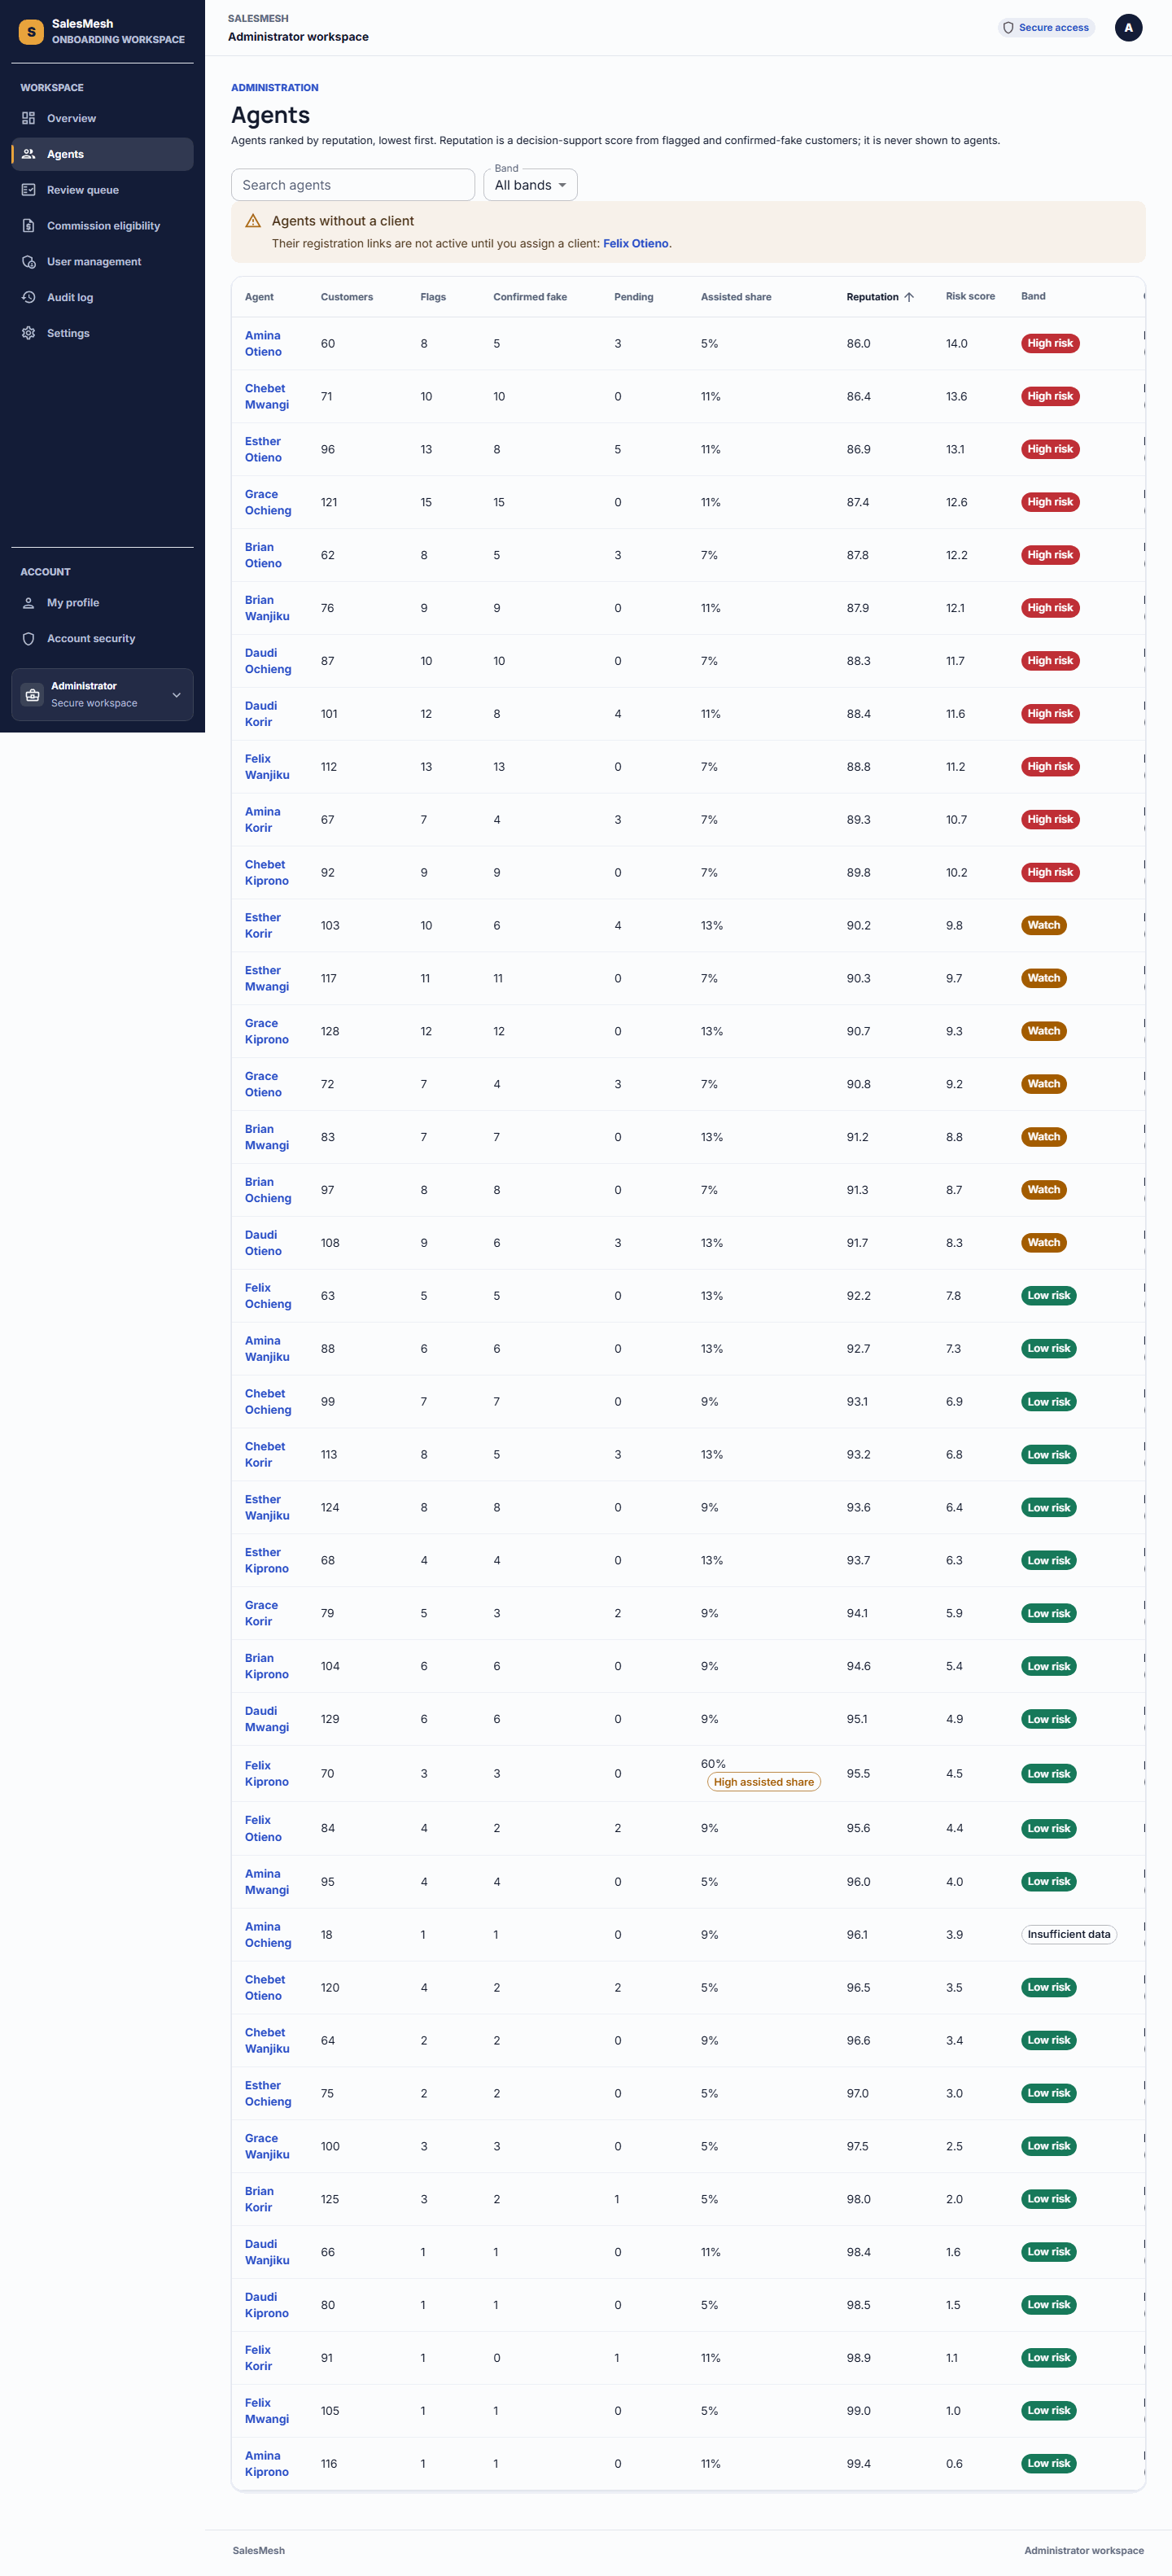 S
SalesMesh
ONBOARDING WORKSPACE
WORKSPACE
Overview
Agents
Review queue
Commission eligibility
User management
Audit log
Settings
ACCOUNT
My profile
Account security
Administrator
Secure workspace
SALESMESH
Administrator workspace
Secure access
A
ADMINISTRATION
Agents
Agents ranked by reputation, lowest first. Reputation is a decision-support score from flagged and confirmed-fake customers; it is never shown to agents.
Search agents
Band
All bands
Agents without a client
Their registration links are not active until you assign a client: Felix Otieno.
Agent Customers Flags Confirmed fake Pending Assisted share Reputation Risk score Band
Amina Otieno 60 8 5 3 5% 86.0 14.0 High risk
Chebet Mwangi 71 10 10 0 11% 86.4 13.6 High risk
Esther Otieno 96 13 8 5 11% 86.9 13.1 High risk
Grace Ochieng 121 15 15 0 11% 87.4 12.6 High risk
Brian Otieno 62 8 5 3 7% 87.8 12.2 High risk
Brian Wanjiku 76 9 9 0 11% 87.9 12.1 High risk
Daudi Ochieng 87 10 10 0 7% 88.3 11.7 High risk
Daudi Korir 101 12 8 4 11% 88.4 11.6 High risk
Felix Wanjiku 112 13 13 0 7% 88.8 11.2 High risk
Amina Korir 67 7 4 3 7% 89.3 10.7 High risk
Chebet Kiprono 92 9 9 0 7% 89.8 10.2 High risk
Esther Korir 103 10 6 4 13% 90.2 9.8 Watch
Esther Mwangi 117 11 11 0 7% 90.3 9.7 Watch
Grace Kiprono 128 12 12 0 13% 90.7 9.3 Watch
Grace Otieno 72 7 4 3 7% 90.8 9.2 Watch
Brian Mwangi 83 7 7 0 13% 91.2 8.8 Watch
Brian Ochieng 97 8 8 0 7% 91.3 8.7 Watch
Daudi Otieno 108 9 6 3 13% 91.7 8.3 Watch
Felix Ochieng 63 5 5 0 13% 92.2 7.8 Low risk
Amina Wanjiku 88 6 6 0 13% 92.7 7.3 Low risk
Chebet Ochieng 99 7 7 0 9% 93.1 6.9 Low risk
Chebet Korir 113 8 5 3 13% 93.2 6.8 Low risk
Esther Wanjiku 124 8 8 0 9% 93.6 6.4 Low risk
Esther Kiprono 68 4 4 0 13% 93.7 6.3 Low risk
Grace Korir 79 5 3 2 9% 94.1 5.9 Low risk
Brian Kiprono 104 6 6 0 9% 94.6 5.4 Low risk
Daudi Mwangi 129 6 6 0 9% 95.1 4.9 Low risk
Felix Kiprono 70 3 3 0 60% High assisted share 95.5 4.5 Low risk
Felix Otieno 84 4 2 2 9% 95.6 4.4 Low risk
Amina Mwangi 95 4 4 0 5% 96.0 4.0 Low risk
Amina Ochieng 18 1 1 0 9% 96.1 3.9 Insufficient data
Chebet Otieno 120 4 2 2 5% 96.5 3.5 Low risk
Chebet Wanjiku 64 2 2 0 9% 96.6 3.4 Low risk
Esther Ochieng 75 2 2 0 5% 97.0 3.0 Low risk
Grace Wanjiku 100 3 3 0 5% 97.5 2.5 Low risk
Brian Korir 125 3 2 1 5% 98.0 2.0 Low risk
Daudi Wanjiku 66 1 1 0 11% 98.4 1.6 Low risk
Daudi Kiprono 80 1 1 0 5% 98.5 1.5 Low risk
Felix Korir 91 1 0 1 11% 98.9 1.1 Low risk
Felix Mwangi 105 1 1 0 5% 99.0 1.0 Low risk
Amina Kiprono 116 1 1 0 11% 99.4 0.6 Low risk
SalesMesh
Administrator workspace